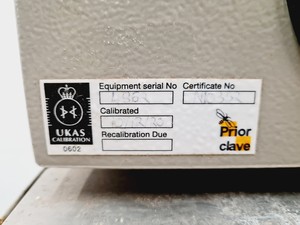 Equipment serial No Certificate No
Calibrated
Recalibration Due
UKAS
CALIBRATION
0602
Prior
clave